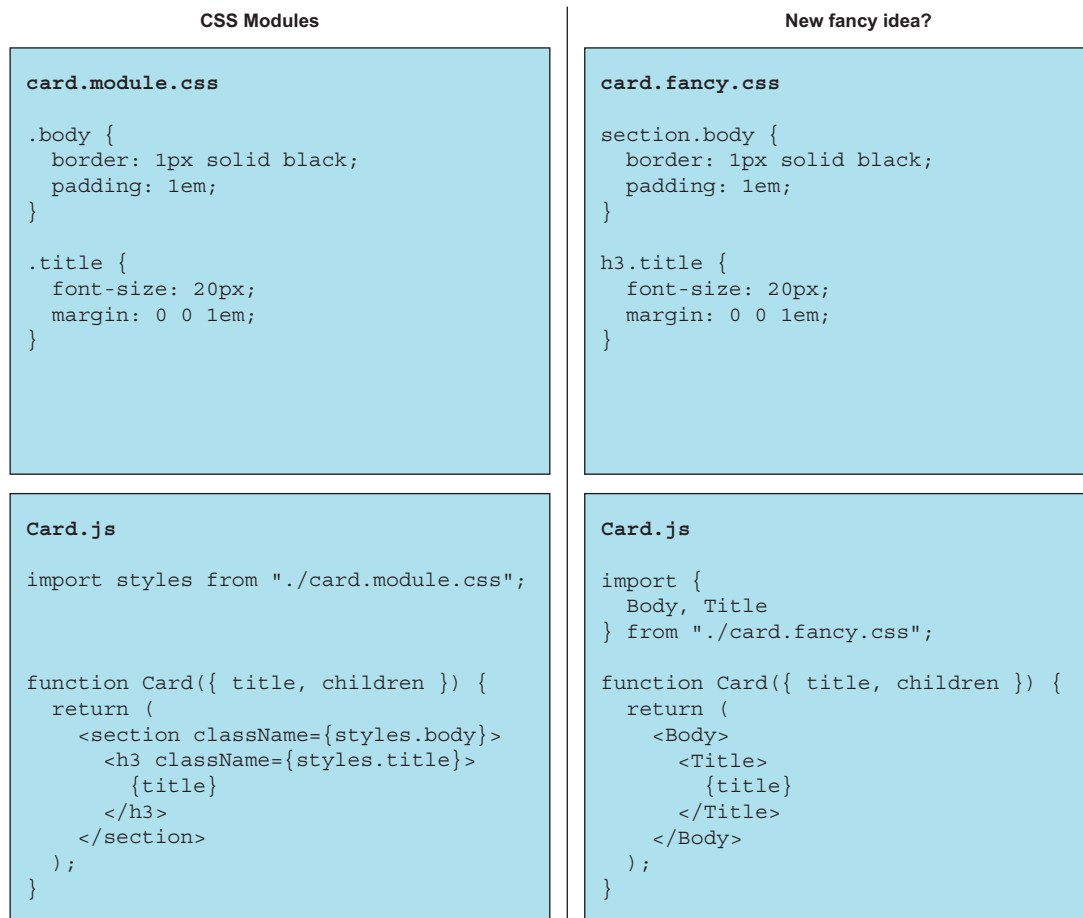 CSS Modules
card.module.css
.body {
  border: 1px solid black;
  padding: 1em;
}
.title {
  font-size: 20px;
  margin: 0 0 1em;
}
Card.js
import styles from "./card.module.css";
function Card({ title, children }) {
  return (
    <section className={styles.body}>
      <h3 className={styles.title}>
        {title}
      </h3>
    </section>
  );
}
New fancy idea?
card.fancy.css
section.body {
  border: 1px solid black;
  padding: 1em;
}
h3.title {
  font-size: 20px;
  margin: 0 0 1em;
}
Card.js
import {
  Body, Title
} from "./card.fancy.css";
function Card({ title, children }) {
  return (
    <Body>
      <Title>
        {title}
      </Title>
    </Body>
  );
}